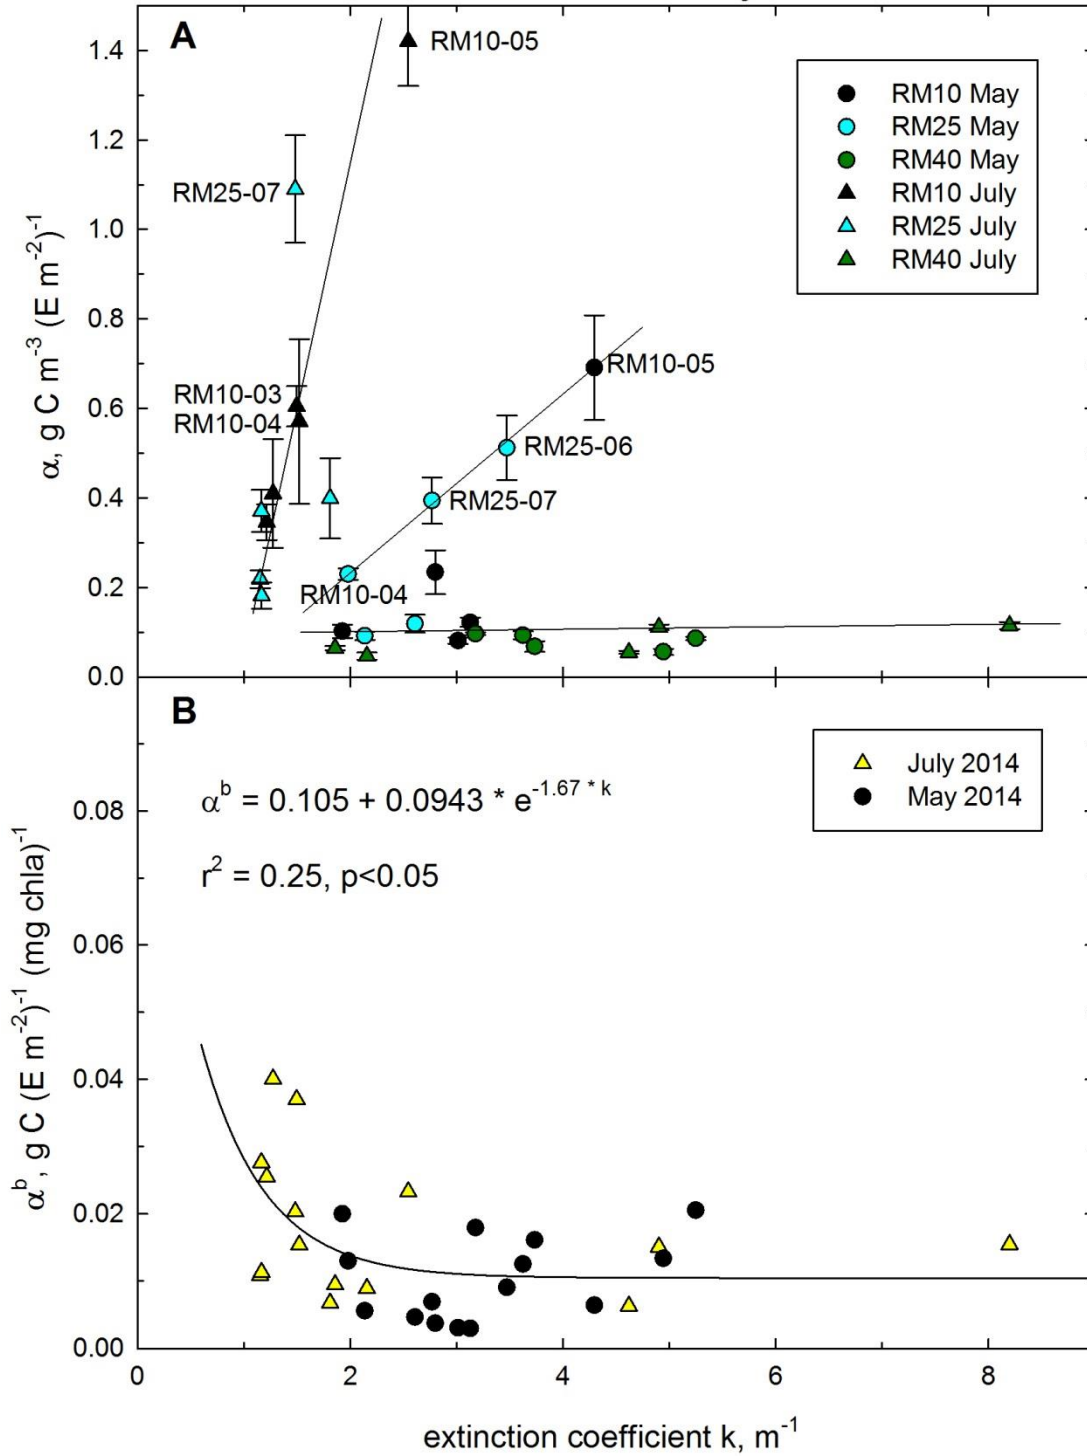 A
RM10-05
RM10 May
RM25 May
RM40 May
RM10 July
RM25 July
RM40 July
RM25-07
RM10-03
RM10-04
RM10-05
RM25-06
RM25-07
RM10-04
1.4
1.2
1.0
0.8
0.6
0.4
0.2
0.0
α, g C m⁻³ (E m⁻²)⁻¹
B
July 2014
May 2014
αᵇ = 0.105 + 0.0943 * e^-1.67 * k
r² = 0.25, p<0.05
0.08
0.06
0.04
0.02
0.00
αᵇ, g C (E m⁻²)⁻¹ (mg chla)⁻¹
0 2 4 6 8
extinction coefficient k, m⁻¹